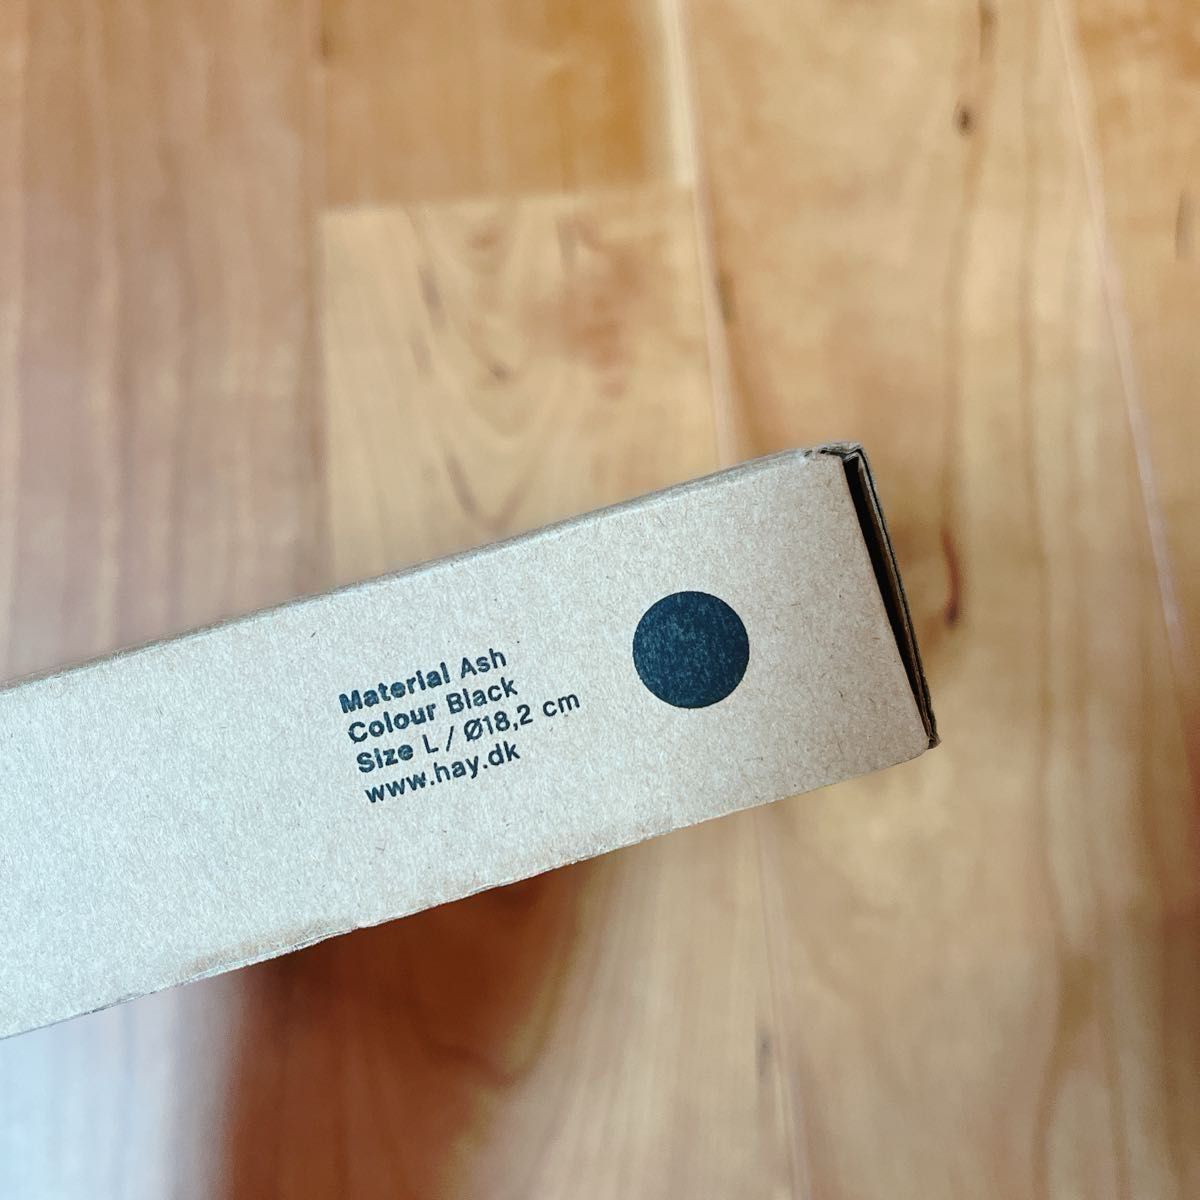 Material Ash
Colour Black
Size L / Ø18,2 cm
www.hay.dk